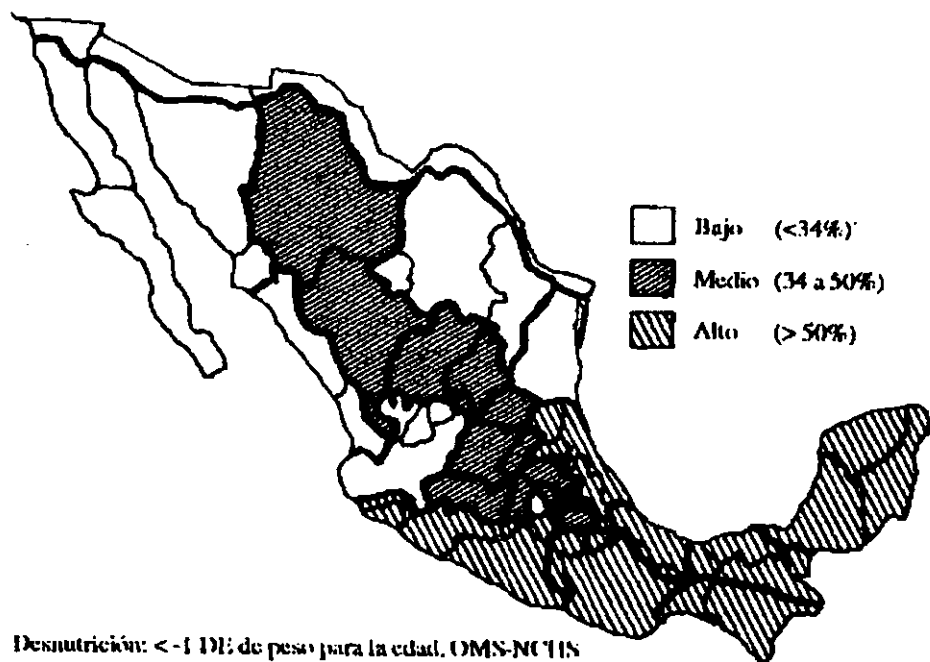 Bajo (<34%)
Medio (34 a 50%)
Alto (> 50%)
Desnutrición: < -1 DE de peso para la edad. OMS-NCHS